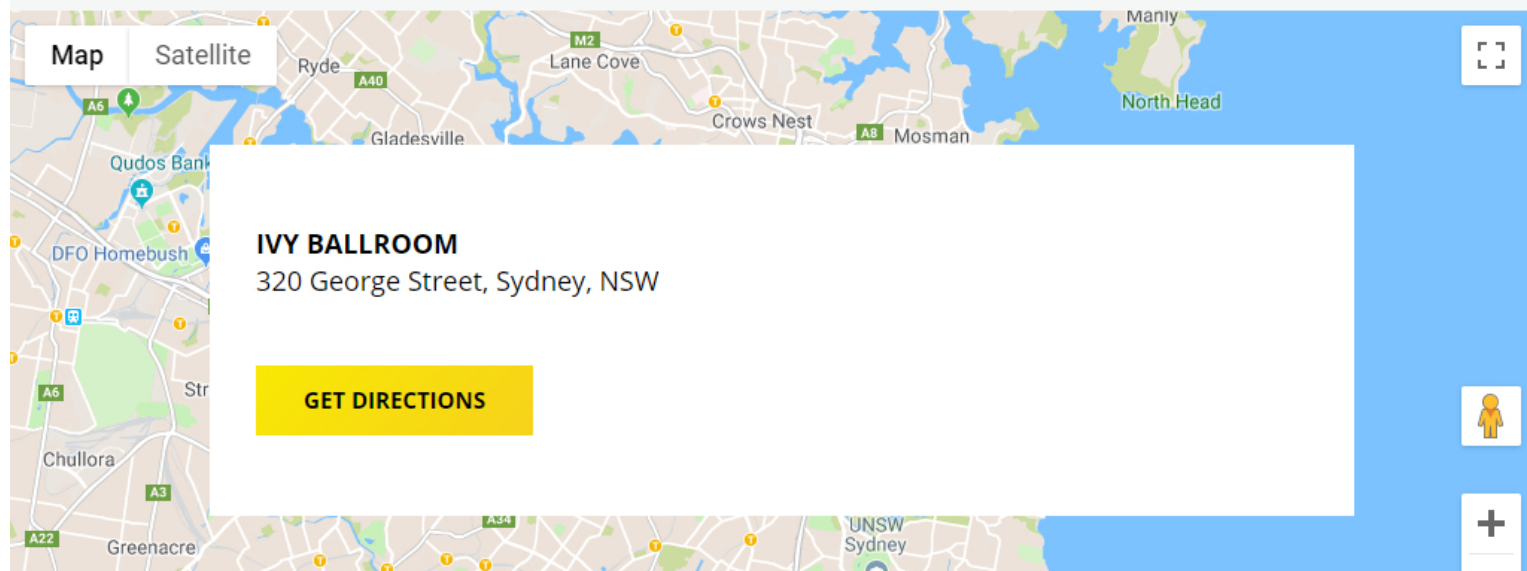 Manly
Map
Satellite
M2
Ryde
Lane Cove
A40
North Head
A6
Crows Nest
A8
Mosman
Gladesville
Qudos Bank
IVY BALLROOM
DFO Homebush
320 George Street, Sydney, NSW
A6
Str
GET DIRECTIONS
Chullora
A3
A34
UNSW
Sydney
A22
Greenacre